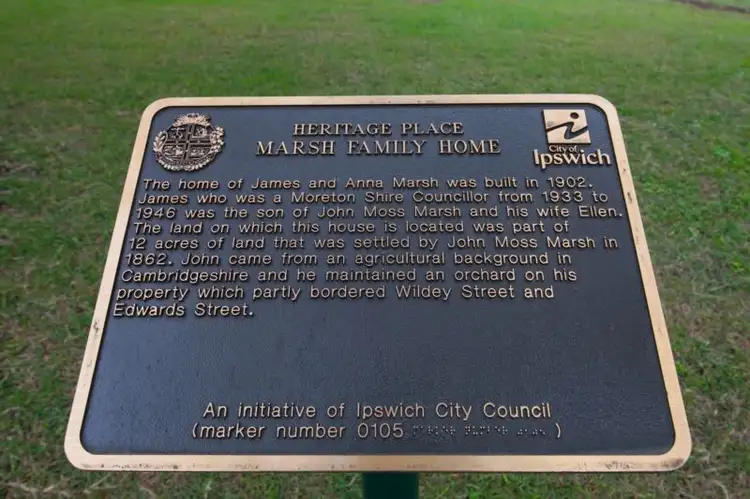 HERITAGE PLACE
MARSH FAMILY HOME
City of
Ipswich
The home of James and Anna Marsh was built in 1902.
James who was a Moreton Shire Councillor from 1933 to
1946 was the son of John Moss Marsh and his wife Ellen.
The land on which this house is located was part of
12 acres of land that was settled by John Moss Marsh in
1862. John came from an agricultural background in
Cambridgeshire and he maintained an orchard on his
property which partly bordered Wildey Street and
Edwards Street.
An initiative of Ipswich City Council
(marker number 0105 )